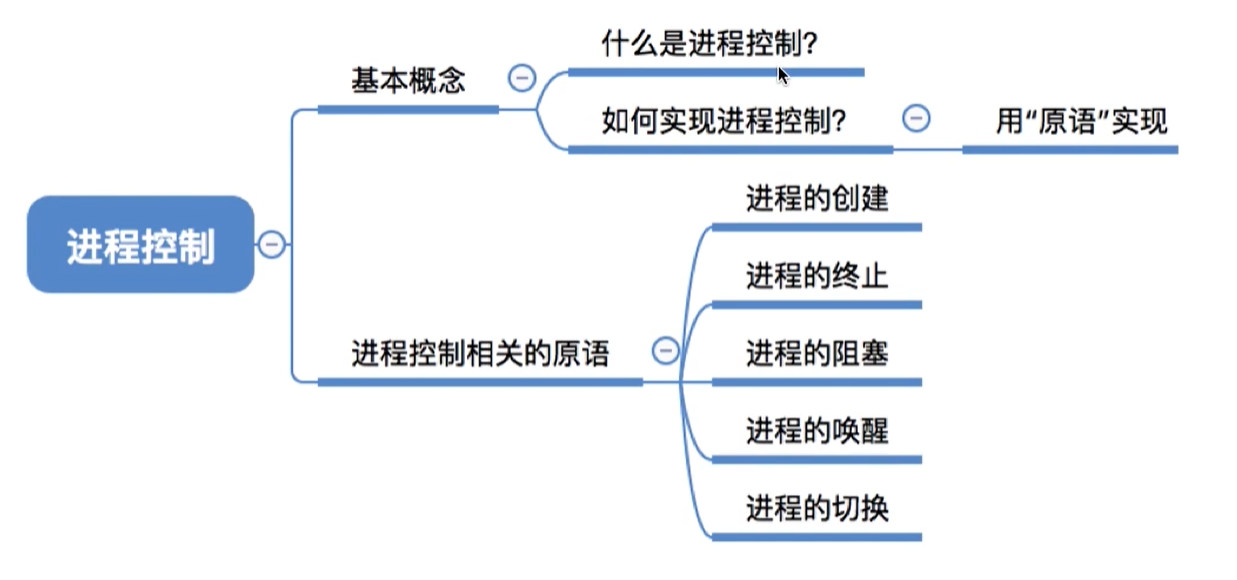 进程控制
基本概念
什么是进程控制?
如何实现进程控制?
用“原语”实现
进程控制相关的原语
进程的创建
进程的终止
进程的阻塞
进程的唤醒
进程的切换